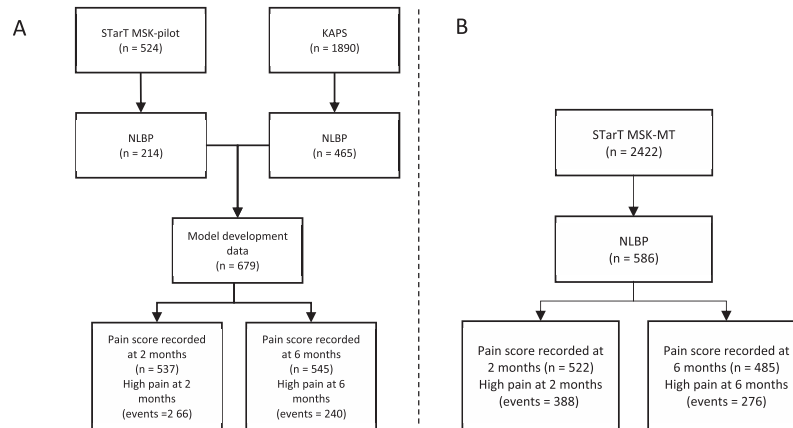 A
STarT MSK-pilot
(n = 524)
KAPS
(n = 1890)
NLBP
(n = 214)
NLBP
(n = 465)
Model development
data
(n = 679)
Pain score recorded
at 2 months
(n = 537)
High pain at 2
months
(events =2 66)
Pain score recorded
at 6 months
(n = 545)
High pain at 6
months
(events = 240)
B
STarT MSK-MT
(n = 2422)
NLBP
(n = 586)
Pain score recorded at
2 months (n = 522)
High pain at 2 months
(events = 388)
Pain score recorded at
6 months (n = 485)
High pain at 6 months
(events = 276)